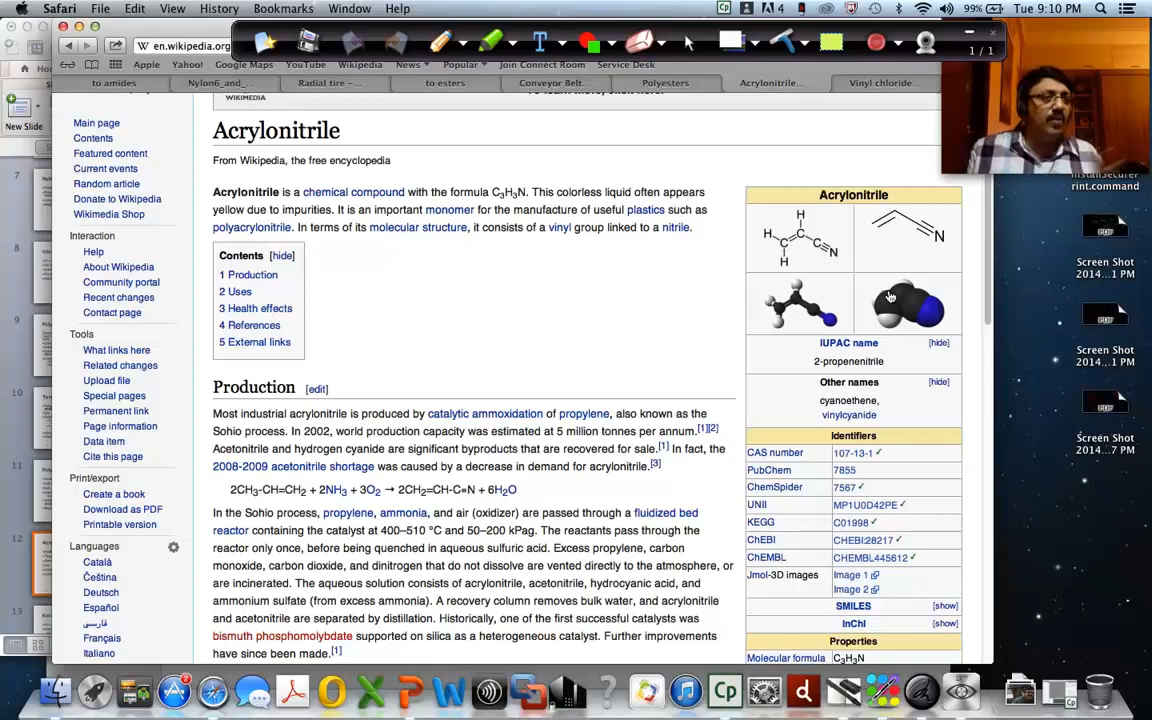 Safari File Edit View History Bookmarks Window Help
4 99% Tue 9:10 PM
en.wikipedia.org
1 / 1
Apple Yahoo! Google Maps YouTube Wikipedia News Popular Join Connect Room Service Desk
to amides Nylon6_and_... Radial tire –... to esters Conveyor Belt... Polyesters Acrylonitrile... Vinyl chloride...
New Slide
7
8
9
10
11
12
13
WIKIPEDIA
Main page
Contents
Featured content
Current events
Random article
Donate to Wikipedia
Wikimedia Shop
Interaction
Help
About Wikipedia
Community portal
Recent changes
Contact page
Tools
What links here
Related changes
Upload file
Special pages
Permanent link
Page information
Data item
Cite this page
Print/export
Create a book
Download as PDF
Printable version
Languages
Català
Čeština
Deutsch
Español
فارسی
Français
Italiano
Acrylonitrile
From Wikipedia, the free encyclopedia
Acrylonitrile is a chemical compound with the formula C3H3N. This colorless liquid often appears
yellow due to impurities. It is an important monomer for the manufacture of useful plastics such as
polyacrylonitrile. In terms of its molecular structure, it consists of a vinyl group linked to a nitrile.
Contents [hide]
1 Production
2 Uses
3 Health effects
4 References
5 External links
Production [edit]
Most industrial acrylonitrile is produced by catalytic ammoxidation of propylene, also known as the
Sohio process. In 2002, world production capacity was estimated at 5 million tonnes per annum.[1][2]
Acetonitrile and hydrogen cyanide are significant byproducts that are recovered for sale.[1] In fact, the
2008-2009 acetonitrile shortage was caused by a decrease in demand for acrylonitrile.[3]
2CH3-CH=CH2 + 2NH3 + 3O2 → 2CH2=CH-C≡N + 6H2O
In the Sohio process, propylene, ammonia, and air (oxidizer) are passed through a fluidized bed
reactor containing the catalyst at 400–510 °C and 50–200 kPag. The reactants pass through the
reactor only once, before being quenched in aqueous sulfuric acid. Excess propylene, carbon
monoxide, carbon dioxide, and dinitrogen that do not dissolve are vented directly to the atmosphere, or
are incinerated. The aqueous solution consists of acrylonitrile, acetonitrile, hydrocyanic acid, and
ammonium sulfate (from excess ammonia). A recovery column removes bulk water, and acrylonitrile
and acetonitrile are separated by distillation. Historically, one of the first successful catalysts was
bismuth phosphomolybdate supported on silica as a heterogeneous catalyst. Further improvements
have since been made.[1]
Acrylonitrile
H
H C C C N
H
N
IUPAC name [hide]
2-propenenitrile
Other names [hide]
cyanoethene,
vinylcyanide
Identifiers
CAS number 107-13-1 ✓
PubChem 7855
ChemSpider 7567 ✓
UNII MP1U0D42PE ✓
KEGG C01998 ✓
ChEBI CHEBI:28217 ✓
ChEMBL CHEMBL445612 ✓
Jmol-3D images Image 1
Image 2
SMILES [show]
InChI [show]
Properties
Molecular formula C3H3N
rint.command
Screen Shot
2014...1 PM
Screen Shot
2014...1 PM
Screen Shot
2014...7 PM